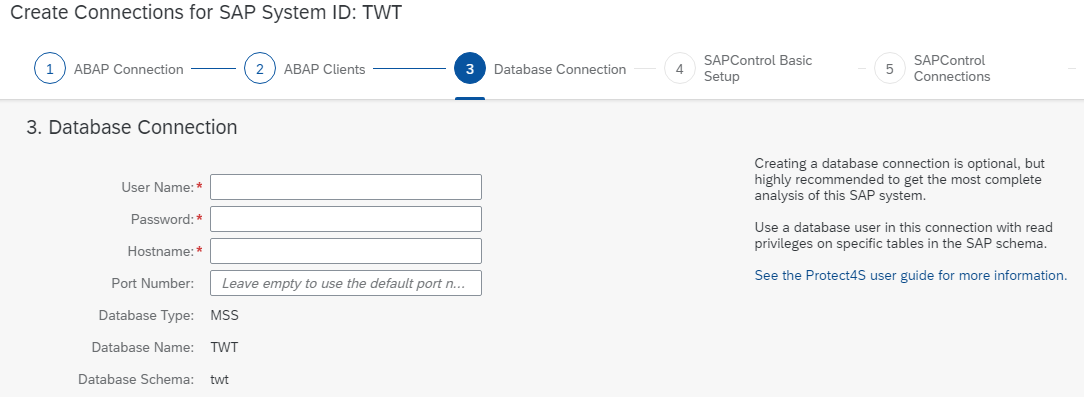 Create Connections for SAP System ID: TWT
1 ABAP Connection
2 ABAP Clients
3 Database Connection
4 SAPControl Basic
Setup
5 SAPControl
Connections
3. Database Connection
User Name:*
Password:*
Hostname:*
Port Number: Leave empty to use the default port n...
Database Type: MSS
Database Name: TWT
Database Schema: twt
Creating a database connection is optional, but
highly recommended to get the most complete
analysis of this SAP system.
Use a database user in this connection with read
privileges on specific tables in the SAP schema.
See the Protect4S user guide for more information.